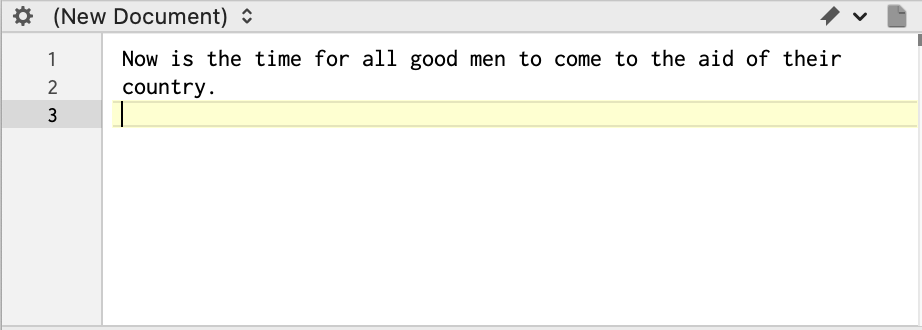 (New Document)
1 Now is the time for all good men to come to the aid of their
2 country.
3